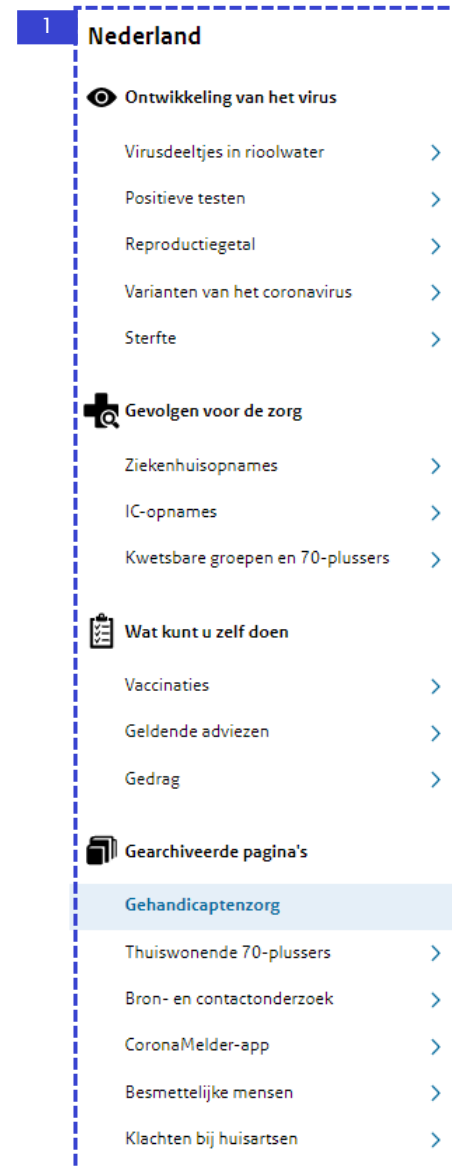 1
Nederland
Ontwikkeling van het virus
Virusdeeltjes in rioolwater
Positieve testen
Reproductiegetal
Varianten van het coronavirus
Sterfte
Gevolgen voor de zorg
Ziekenhuisopnames
IC-opnames
Kwetsbare groepen en 70-plussers
Wat kunt u zelf doen
Vaccinaties
Geldende adviezen
Gedrag
Gearchiveerde pagina's
Gehandicaptenzorg
Thuiswonende 70-plussers
Bron- en contactonderzoek
CoronaMelder-app
Besmettelijke mensen
Klachten bij huisartsen